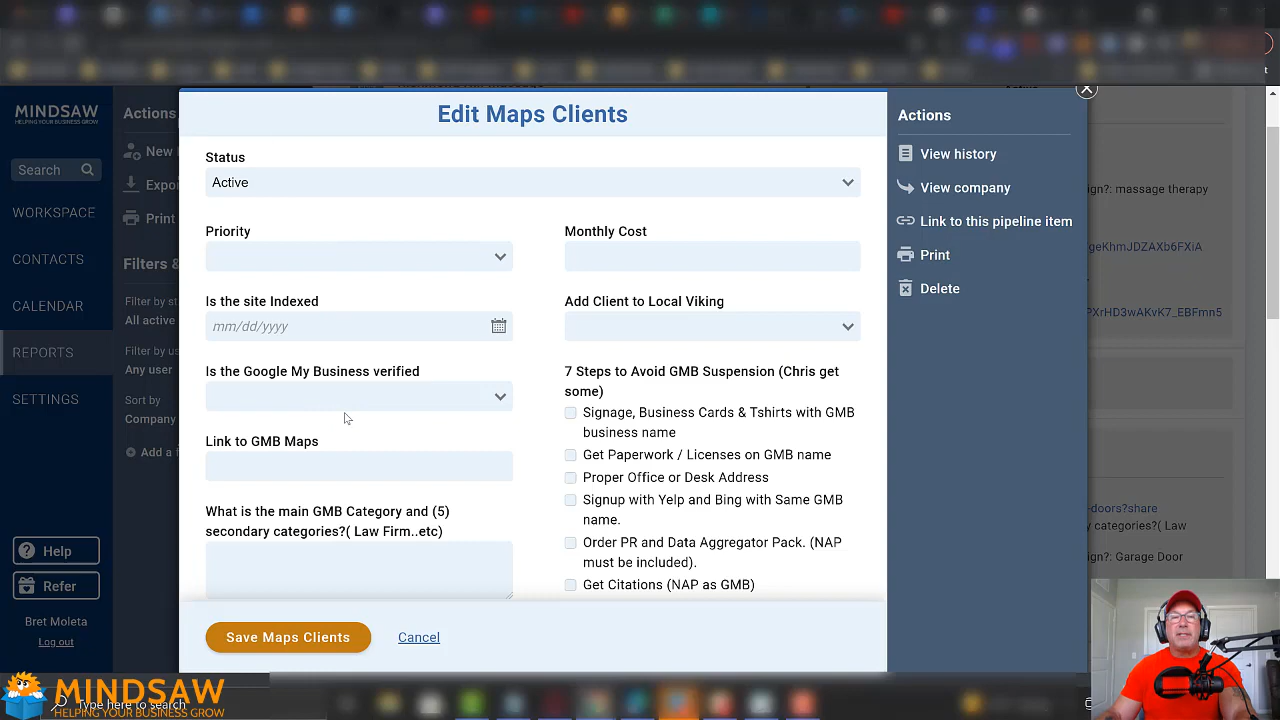 MINDSAW
HELPING YOUR BUSINESS GROW
Search
WORKSPACE
CONTACTS
CALENDAR
REPORTS
SETTINGS
Help
Refer
Bret Moleta
Log out
Actions
New
Expor
Print
Filters &
Filter by st
All active
Filter by us
Any user
Sort by
Company
Add a f
Edit Maps Clients
Status
Active
Priority
Monthly Cost
Is the site Indexed
mm/dd/yyyy
Add Client to Local Viking
Is the Google My Business verified
Link to GMB Maps
What is the main GMB Category and (5)
secondary categories?( Law Firm..etc)
7 Steps to Avoid GMB Suspension (Chris get
some)
Signage, Business Cards & Tshirts with GMB
business name
Get Paperwork / Licenses on GMB name
Proper Office or Desk Address
Signup with Yelp and Bing with Same GMB
name.
Order PR and Data Aggregator Pack. (NAP
must be included).
Get Citations (NAP as GMB)
Save Maps Clients
Cancel
Actions
View history
View company
Link to this pipeline item
Print
Delete
ign?: massage therapy
geKhmJDZAXb6FXiA
PXrHD3wAKvK7_EBFmn5
-doors?share
y categories?( Law
ign?: Garage Door
MINDSAW
HELPING YOUR BUSINESS GROW
Type here to search